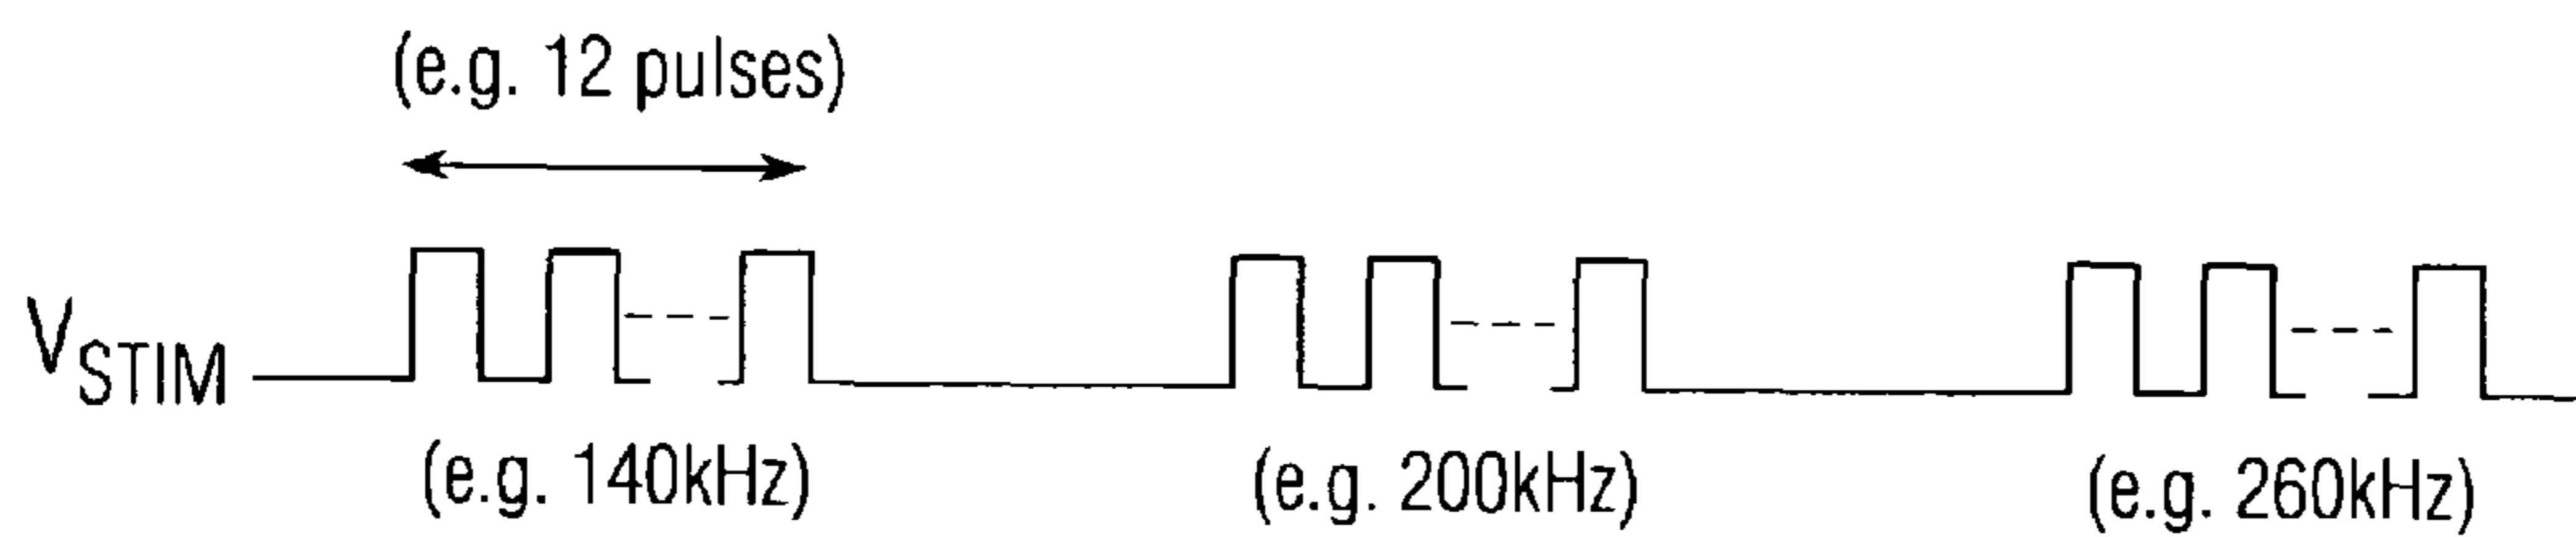 (e.g. 12 pulses)
VSTIM
(e.g. 140kHz)
(e.g. 200kHz)
(e.g. 260kHz)